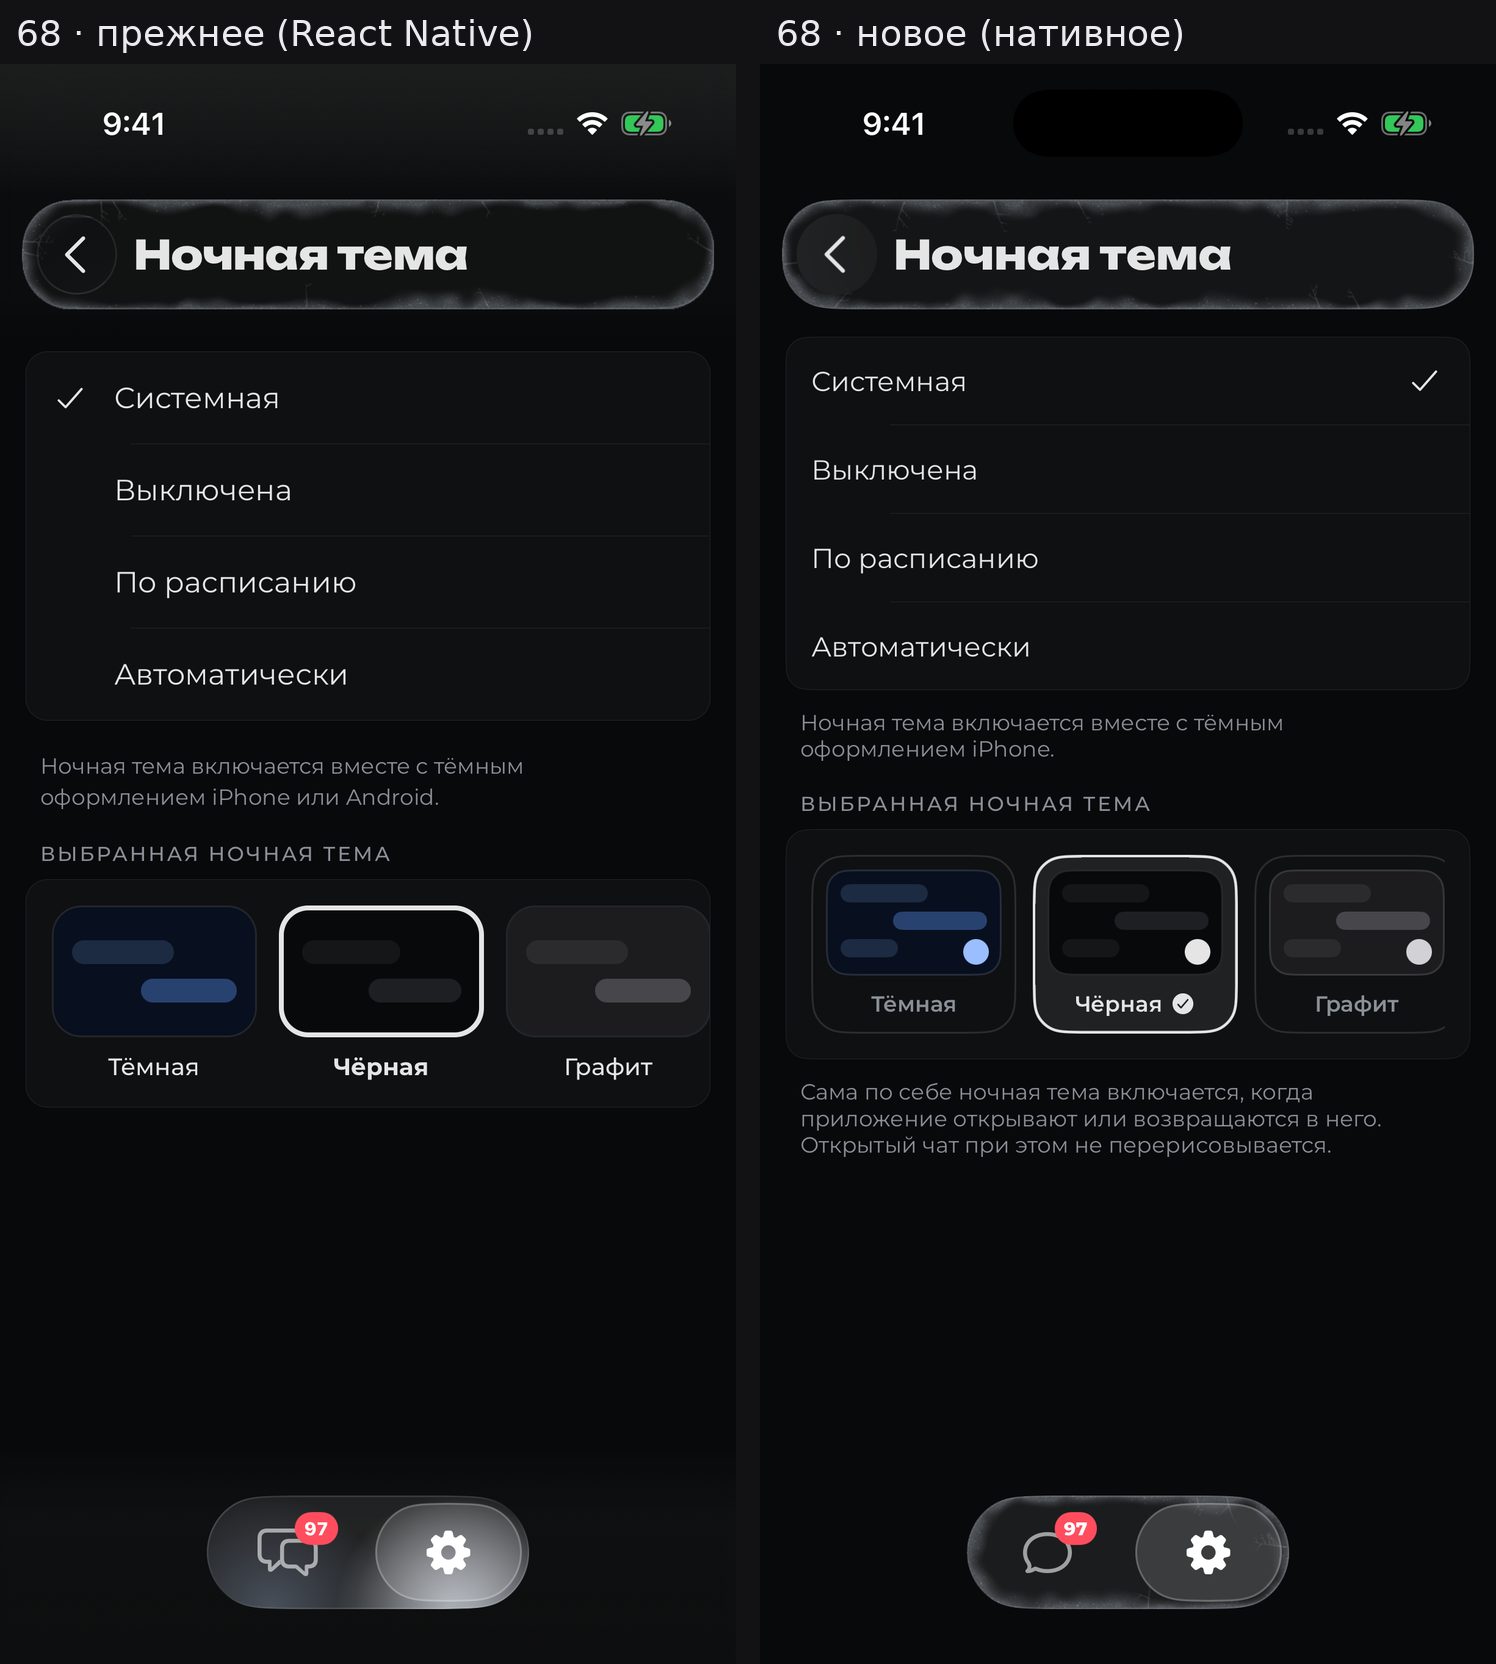 68 · прежнее (React Native)
9:41
Ночная тема
Системная
Выключена
По расписанию
Автоматически
Ночная тема включается вместе с тёмным
оформлением iPhone или Android.
ВЫБРАННАЯ НОЧНАЯ ТЕМА
Тёмная
Чёрная
Графит
97
68 · новое (нативное)
9:41
Ночная тема
Системная
Выключена
По расписанию
Автоматически
Ночная тема включается вместе с тёмным
оформлением iPhone.
ВЫБРАННАЯ НОЧНАЯ ТЕМА
Тёмная
Чёрная
Графит
Сама по себе ночная тема включается, когда
приложение открывают или возвращаются в него.
Открытый чат при этом не перерисовывается.
97